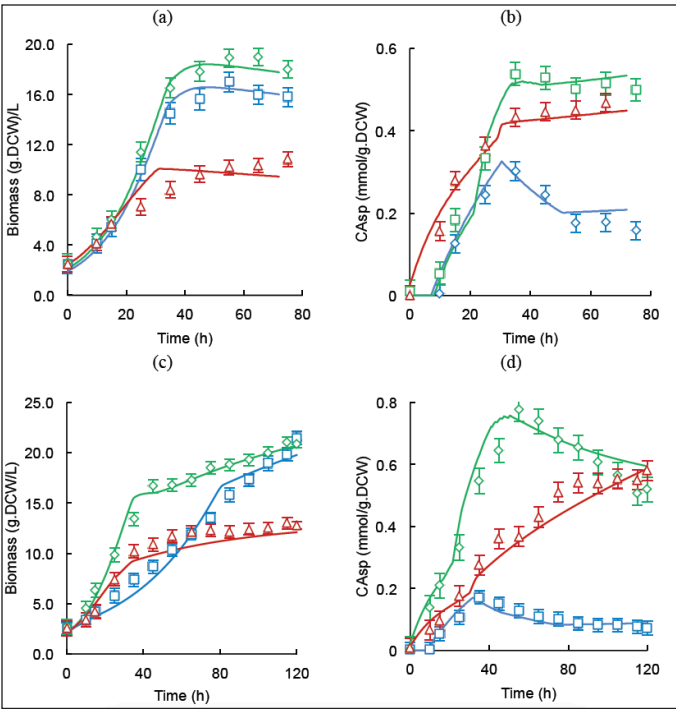 (a)
(b)
20.0
16.0
12.0
8.0
4.0
0.0
Biomass (g.DCW)/L
0 20 40 60 80
Time (h)
0.6
0.4
0.2
0
CAsp (mmol/g.DCW)
0 20 40 60 80
Time (h)
(c)
(d)
25.0
20.0
15.0
10.0
5.0
0.0
Biomass (g.DCW/L)
0 40 80 120
Time (h)
0.8
0.6
0.4
0.2
0
CAsp (mmol/g.DCW)
0 40 80 120
Time (h)